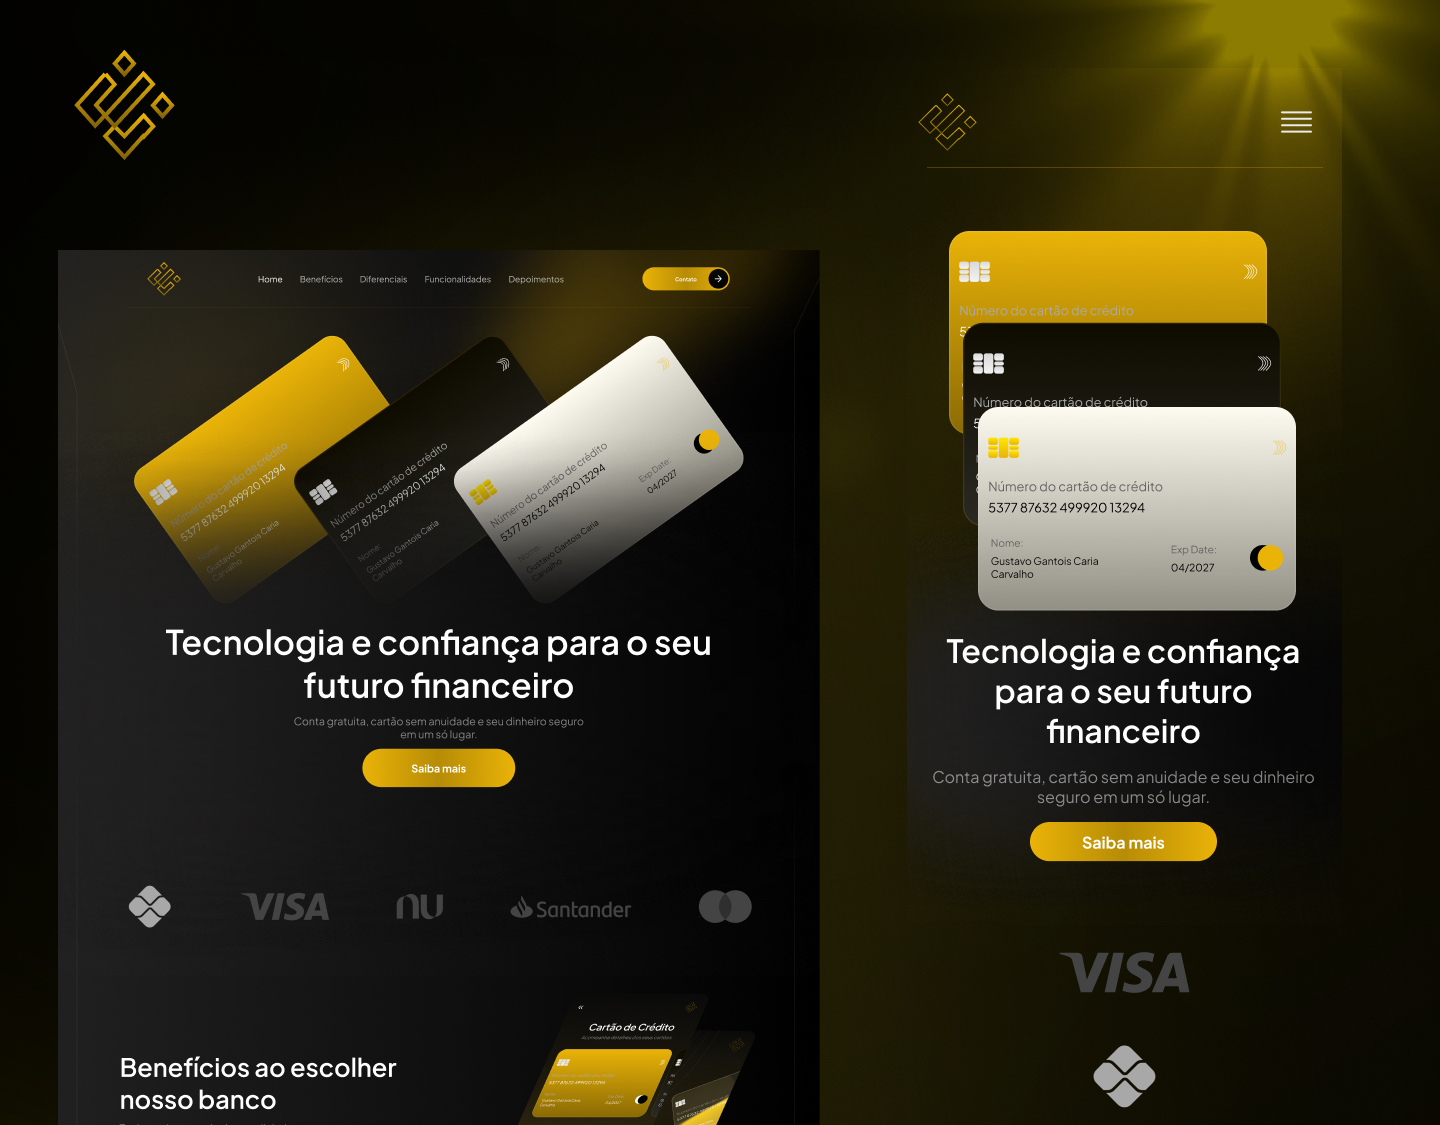 Home Benefícios Diferenciais Funcionalidades Depoimentos Contato
Número do cartão de crédito
5377 87632 499920 13294
Nome:
Gustavo Gantois Caria
Carvalho
Número do cartão de crédito
5377 87632 499920 13294
Nome:
Gustavo Gantois Caria
Carvalho
Número do cartão de crédito
5377 87632 499920 13294
Exp Date:
04/2027
Nome:
Gustavo Gantois Caria
Carvalho
Tecnologia e confiança para o seu
futuro financeiro
Conta gratuita, cartão sem anuidade e seu dinheiro seguro
em um só lugar.
Saiba mais
VISA nu Santander
Benefícios ao escolher
nosso banco
Cartão de Crédito
Número do cartão de crédito
Número do cartão de crédito
Número do cartão de crédito
5377 87632 499920 13294
Nome:
Gustavo Gantois Caria
Carvalho
Exp Date:
04/2027
Tecnologia e confiança
para o seu futuro
financeiro
Conta gratuita, cartão sem anuidade e seu dinheiro
seguro em um só lugar.
Saiba mais
VISA